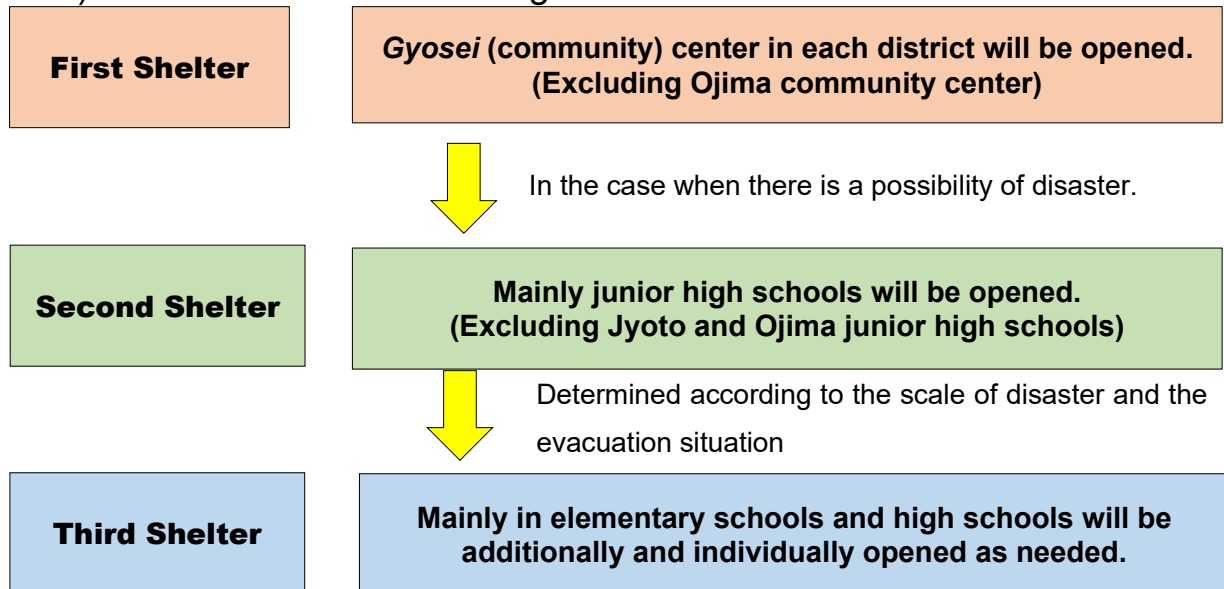 First Shelter
Gyosei (community) center in each district will be opened.
(Excluding Ojima community center)
In the case when there is a possibility of disaster.
Second Shelter
Mainly junior high schools will be opened.
(Excluding Jyoto and Ojima junior high schools)
Determined according to the scale of disaster and the
evacuation situation
Third Shelter
Mainly in elementary schools and high schools will be
additionally and individually opened as needed.